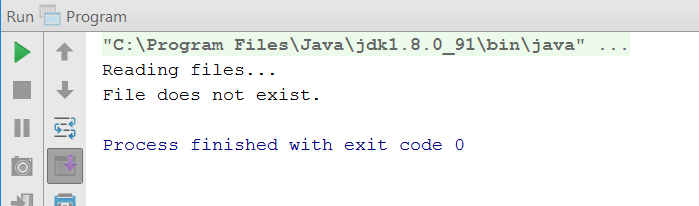 Run Program
"C:\Program Files\Java\jdk1.8.0_91\bin\java" ...
Reading files...
File does not exist.
Process finished with exit code 0